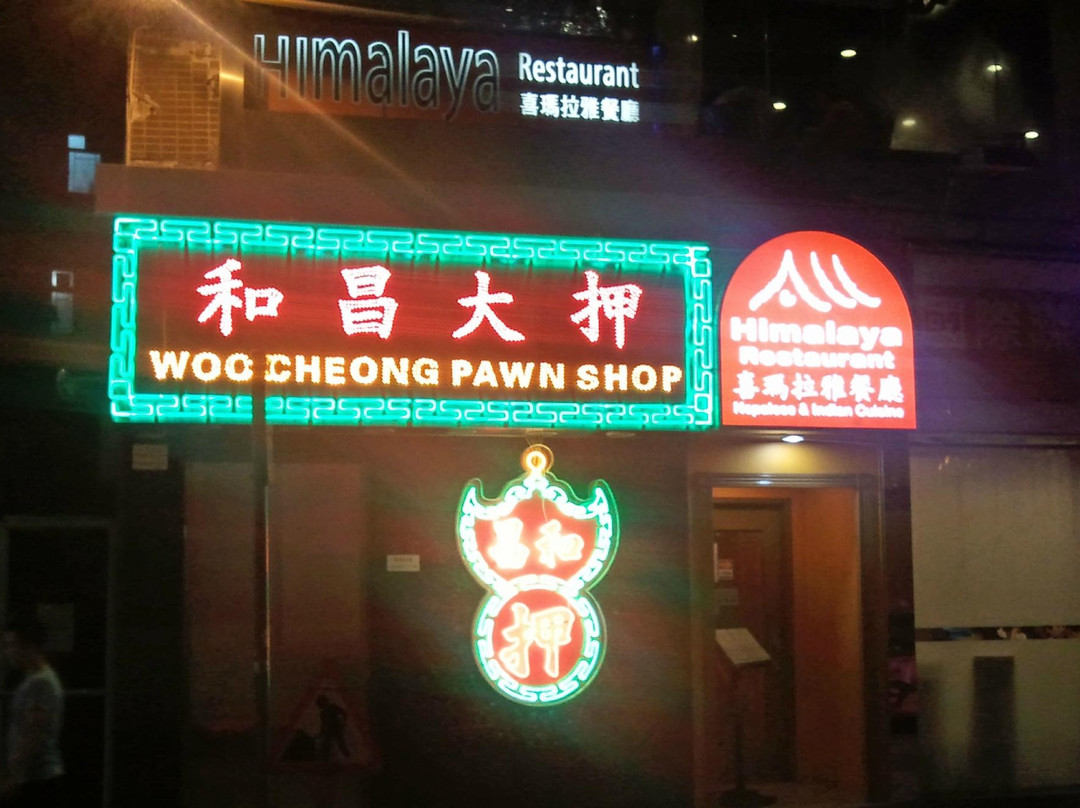 Himalaya Restaurant
喜瑪拉雅餐廳
和昌大押
WOO CHEONG PAWN SHOP
Himalaya
Restaurant
喜瑪拉雅餐廳
Nepalese & Indian Cuisine
昌和
押